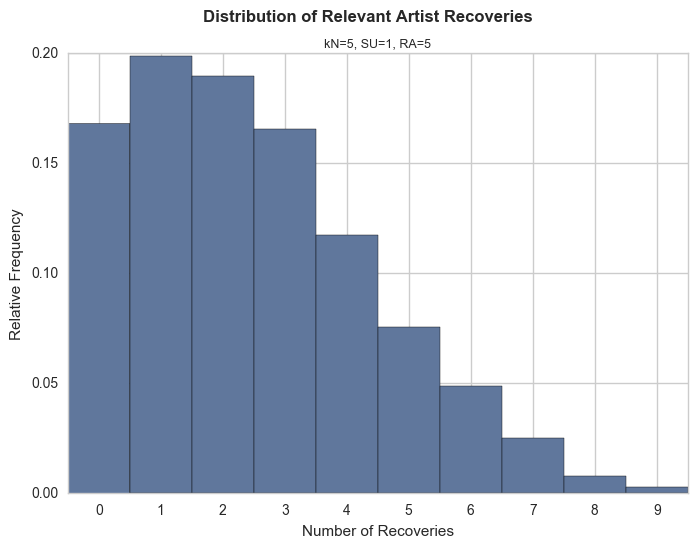 Distribution of Relevant Artist Recoveries
kN=5, SU=1, RA=5
0.20
0.15
0.10
0.05
0.00
Relative Frequency
0 1 2 3 4 5 6 7 8 9
Number of Recoveries